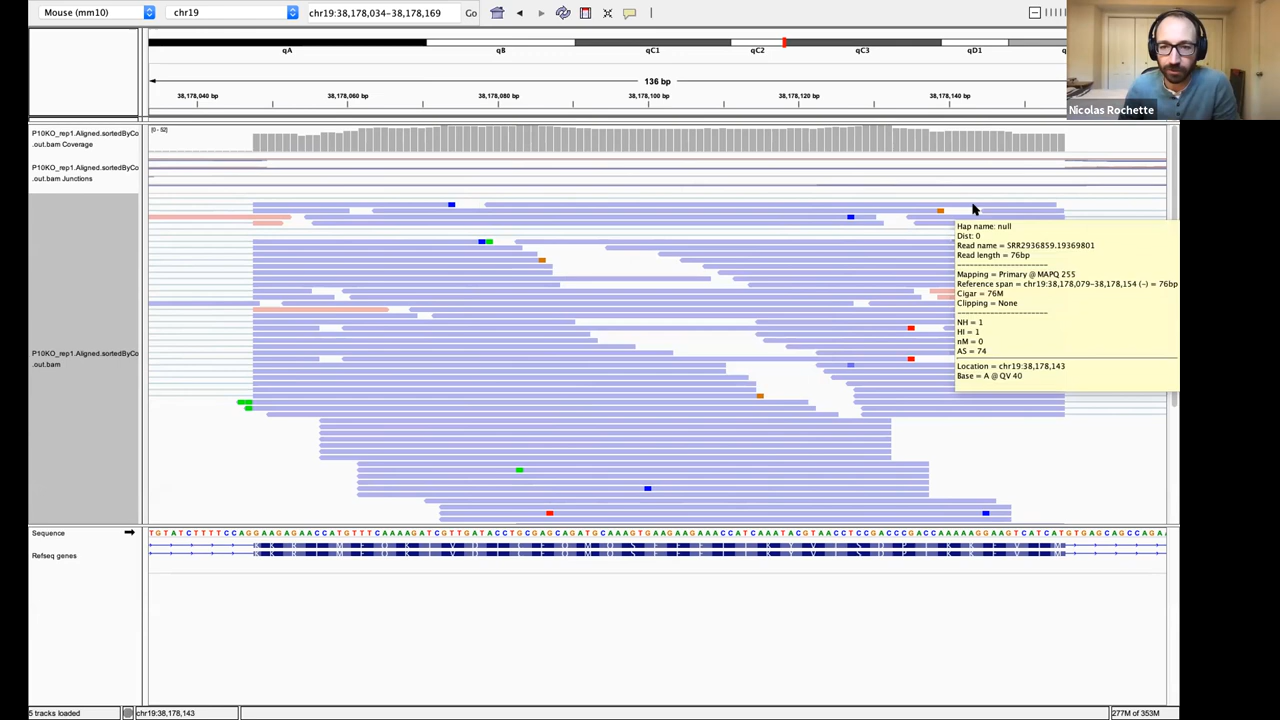 Mouse (mm10) chr19 chr19:38,178,034-38,178,169 Go
Nicolas Rochette
qA qB qC1 qC2 qC3 qD1
136 bp
38,178,040 bp 38,178,060 bp 38,178,080 bp 38,178,100 bp 38,178,120 bp 38,178,140 bp
P10KO_rep1.Aligned.sortedByCo
.out.bam Coverage
[0 - 52]
P10KO_rep1.Aligned.sortedByCo
.out.bam Junctions
P10KO_rep1.Aligned.sortedByCo
.out.bam
Hap name: null
Dist: 0
Read name = SRR2936859.19369801
Read length = 76bp
----------------------
Mapping = Primary @ MAPQ 255
Reference span = chr19:38,178,079-38,178,154 (-) = 76bp
Cigar = 76M
Clipping = None
----------------------
NH = 1
HI = 1
nM = 0
AS = 74
Location = chr19:38,178,143
Base = A @ QV 40
Sequence
Refseq genes
5 tracks loaded chr19:38,178,143 277M of 353M